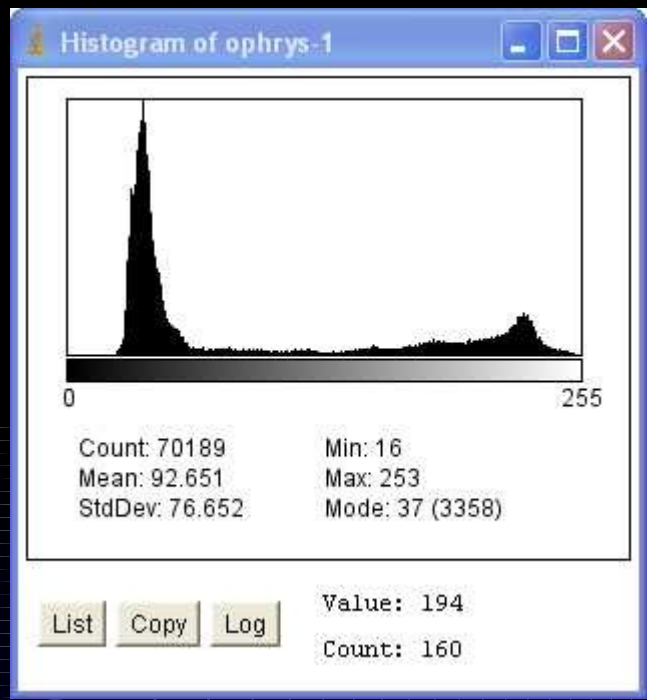 Histogram of ophrys-1
0 255
Count: 70189 Min: 16
Mean: 92.651 Max: 253
StdDev: 76.652 Mode: 37 (3358)
List Copy Log Value: 194
Count: 160